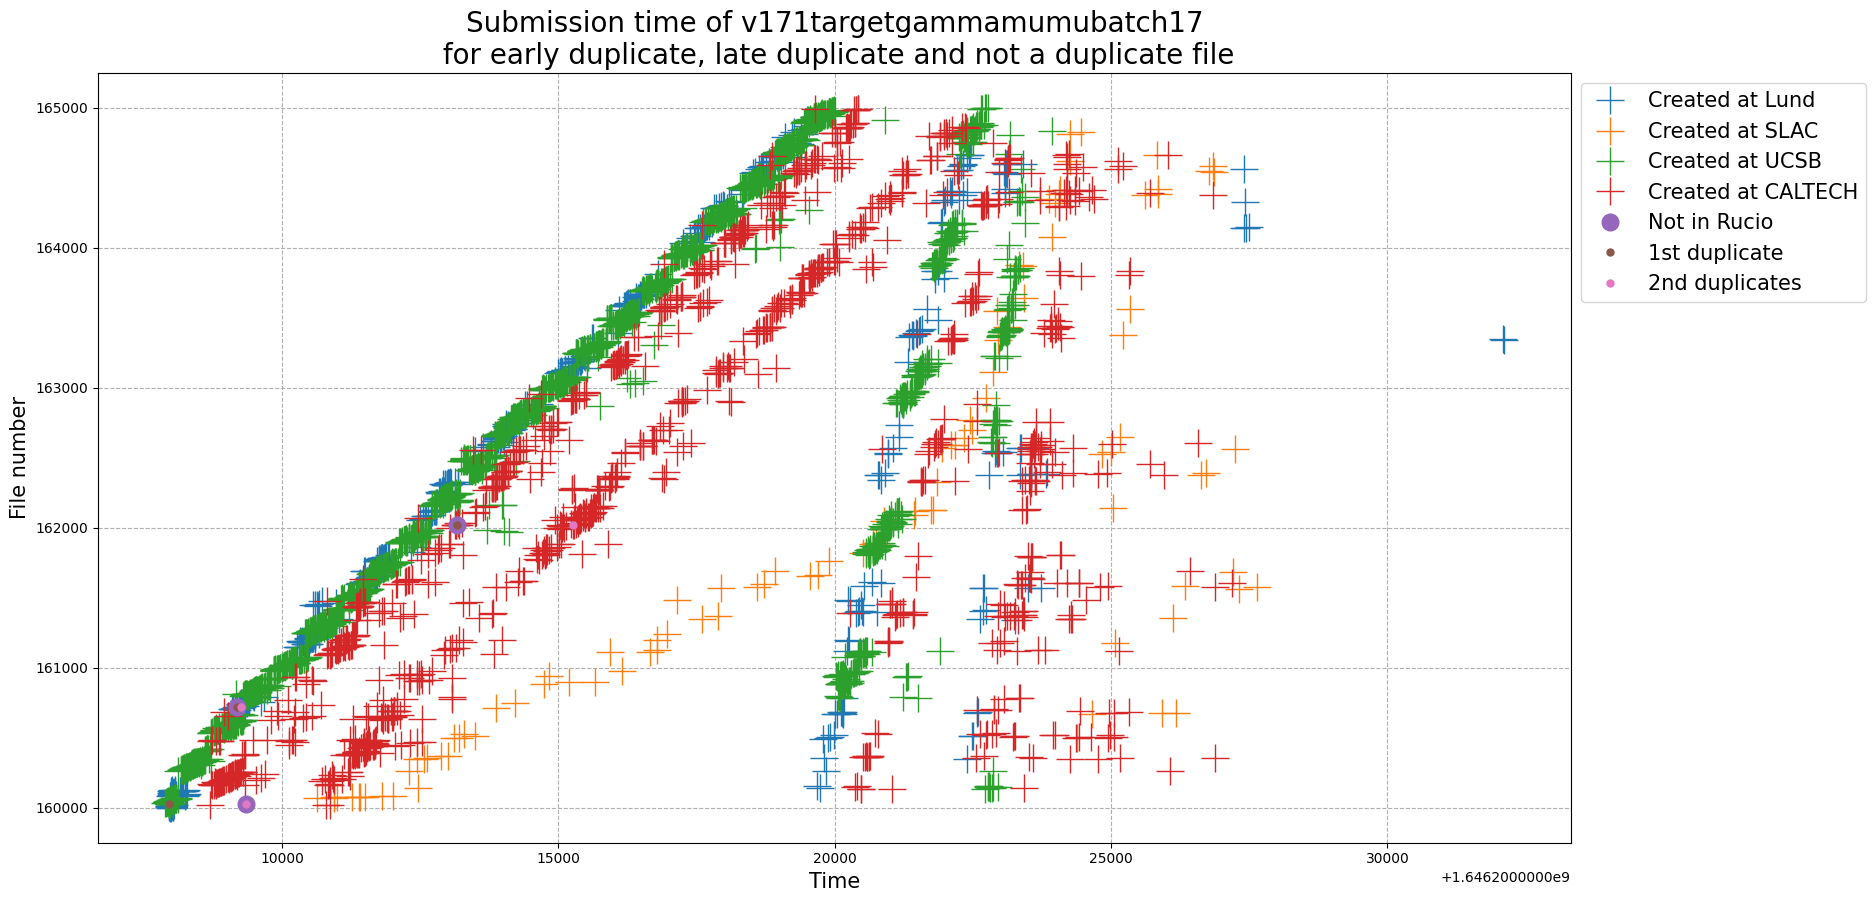 Submission time of v171targetgammamumubatch17
for early duplicate, late duplicate and not a duplicate file
165000
164000
163000
162000
161000
160000
File number
10000
15000
20000
25000
30000
Time
+1.6462000000e9
Created at Lund
Created at SLAC
Created at UCSB
Created at CALTECH
Not in Rucio
1st duplicate
2nd duplicates